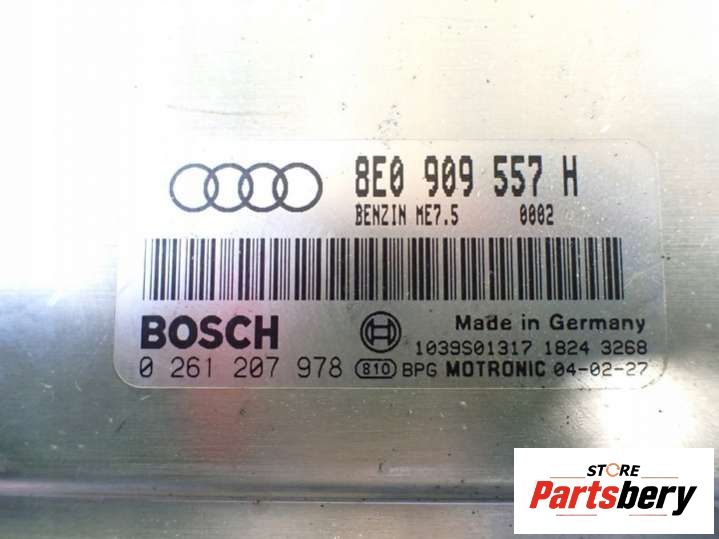 8E0 909 557 H
BENZIN ME7.5 0002
BOSCH
Made in Germany
1039S01317 1824 3268
0 261 207 978 810 BPG MOTRONIC 04-02-27
STORE
Partsbery